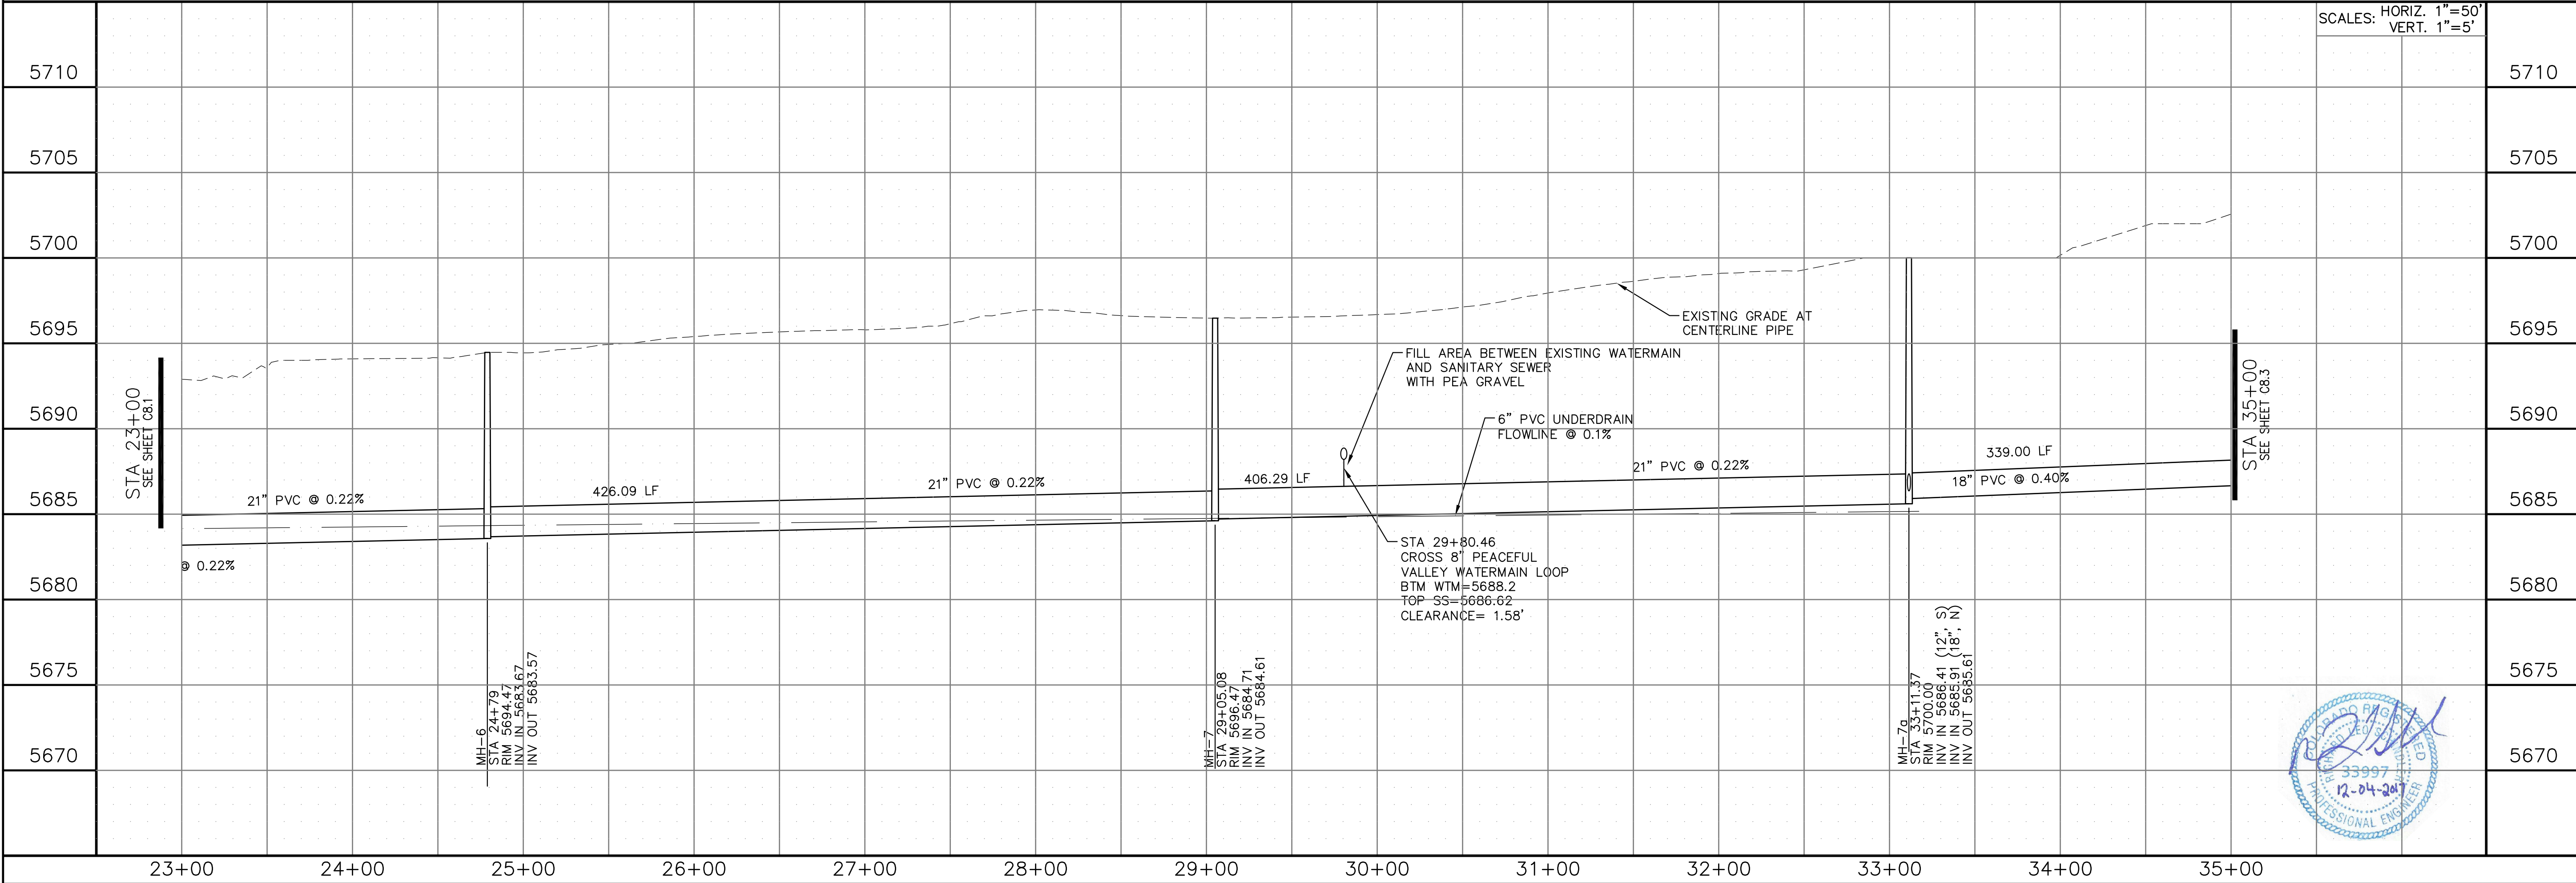 SCALES: HORIZ. 1"=50'
VERT. 1"=5'
5710
5705
5700
5695
5690
5685
5680
5675
5670
5710
5705
5700
5695
5690
5685
5680
5675
5670
STA 23+00
SEE SHEET C8.1
21" PVC @ 0.22%
@ 0.22%
426.09 LF
21" PVC @ 0.22%
406.29 LF
FILL AREA BETWEEN EXISTING WATERMAIN
AND SANITARY SEWER
WITH PEA GRAVEL
EXISTING GRADE AT
CENTERLINE PIPE
6" PVC UNDERDRAIN
FLOWLINE @ 0.1%
21" PVC @ 0.22%
339.00 LF
18" PVC @ 0.40%
STA 35+00
SEE SHEET C8.3
STA 29+80.46
CROSS 8" PEACEFUL
VALLEY WATERMAIN LOOP
BTM WTM=5688.2
TOP SS=5686.62
CLEARANCE= 1.58'
MH-6
STA 24+79
RIM 5694.47
INV IN 5683.67
INV OUT 5683.57
MH-7
STA 29+05.08
RIM 5696.47
INV IN 5684.71
INV OUT 5684.61
MH-7a
STA 33+11.37
RIM 5700.00
INV IN 5686.41 (12", S)
INV IN 5685.91 (18", N)
INV OUT 5685.61
COLORADO REGISTERED
33997
12-04-2017
PROFESSIONAL ENGINEER
23+00
24+00
25+00
26+00
27+00
28+00
29+00
30+00
31+00
32+00
33+00
34+00
35+00